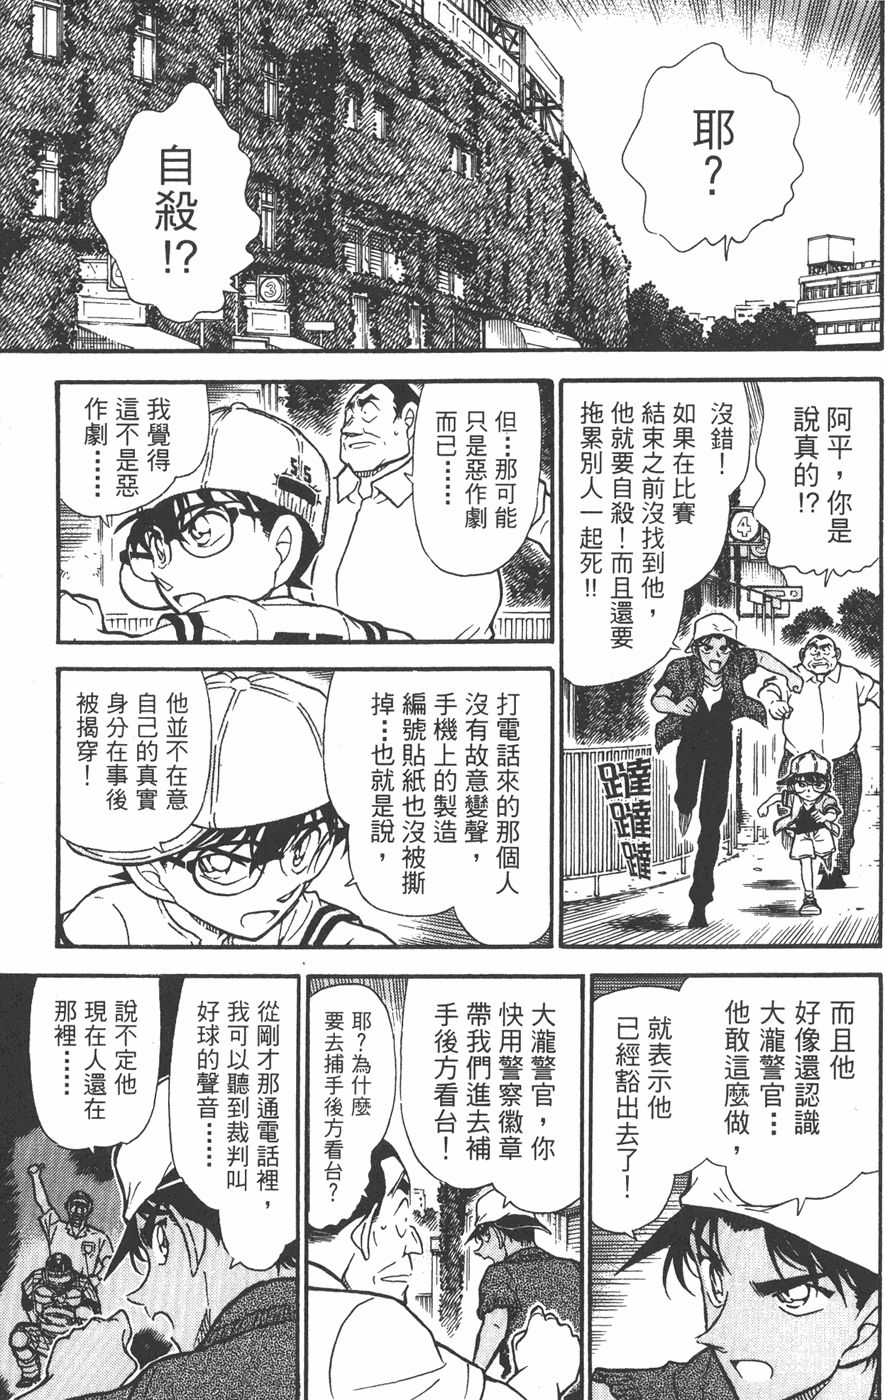 耶?
自殺!?
阿平，你是
說真的!?
沒錯！
如果在比賽
結束之前沒找到他，
他就要自殺！而且還要
拖累別人一起死!!
4
3
躂躂躂
但…那可能
只是惡作劇
而已……
我覺得
這不是惡
作劇……
打電話來的那個人
沒有故意變聲，
手機上的製造
編號貼紙也沒被撕
掉…也就是說，
他並不在意
自己的真實
身分在事後
被揭穿！
而且他
好像還認識
大瀧警官…
他敢這麼做，
就表示他
已經豁出去了！
大瀧警官，你
快用警察徽章
帶我們進去補
手後方看台！
耶？為什麼
要去捕手後方看台?
從剛才那通電話裡，
我可以聽到裁判叫
好球的聲音……
說不定他
現在人還在
那裡……